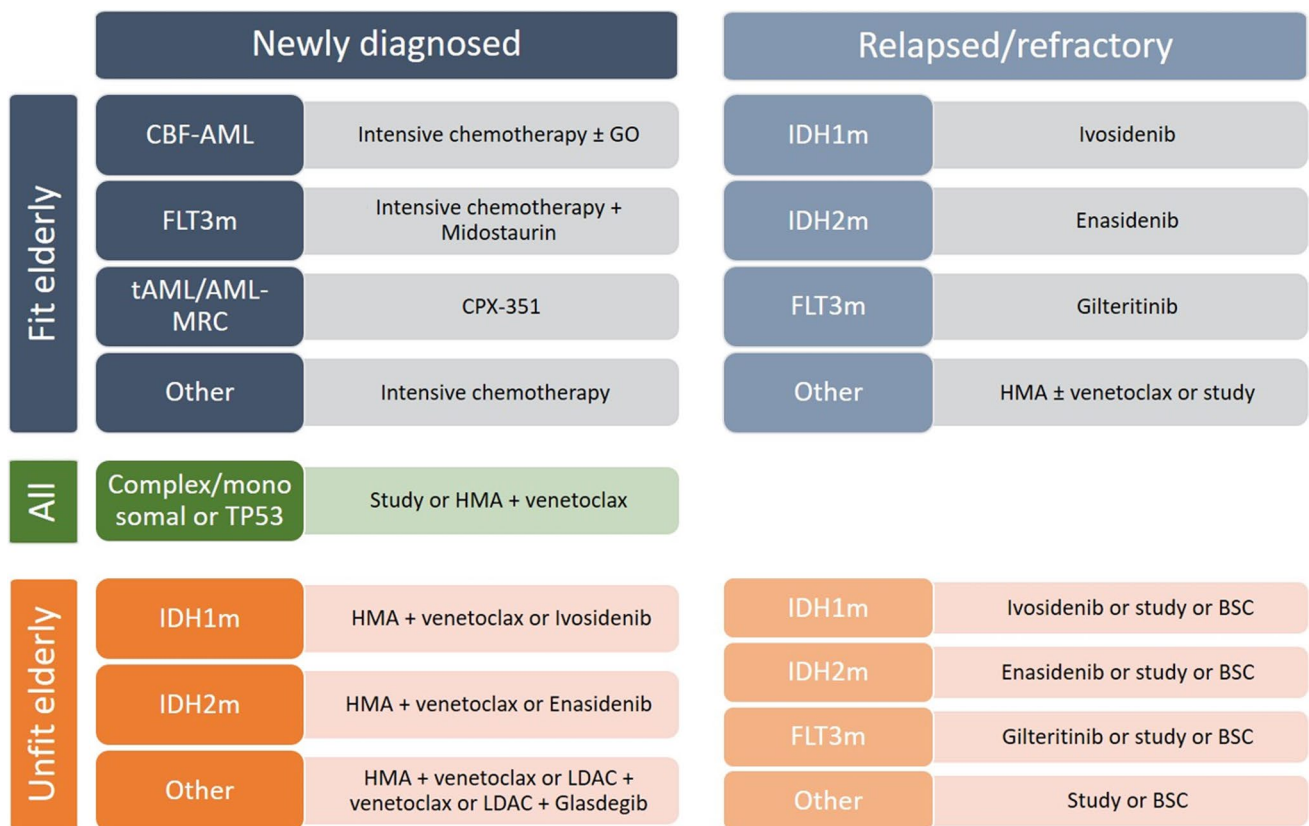 Newly diagnosed
Relapsed/refractory
Fit elderly
CBF-AML
Intensive chemotherapy ± GO
FLT3m
Intensive chemotherapy +
Midostaurin
tAML/AML-
MRC
CPX-351
Other
Intensive chemotherapy
IDH1m
Ivosidenib
IDH2m
Enasidenib
FLT3m
Gilteritinib
Other
HMA ± venetoclax or study
All
Complex/mono
somal or TP53
Study or HMA + venetoclax
Unfit elderly
IDH1m
HMA + venetoclax or Ivosidenib
IDH2m
HMA + venetoclax or Enasidenib
Other
HMA + venetoclax or LDAC +
venetoclax or LDAC + Glasdegib
IDH1m
Ivosidenib or study or BSC
IDH2m
Enasidenib or study or BSC
FLT3m
Gilteritinib or study or BSC
Other
Study or BSC